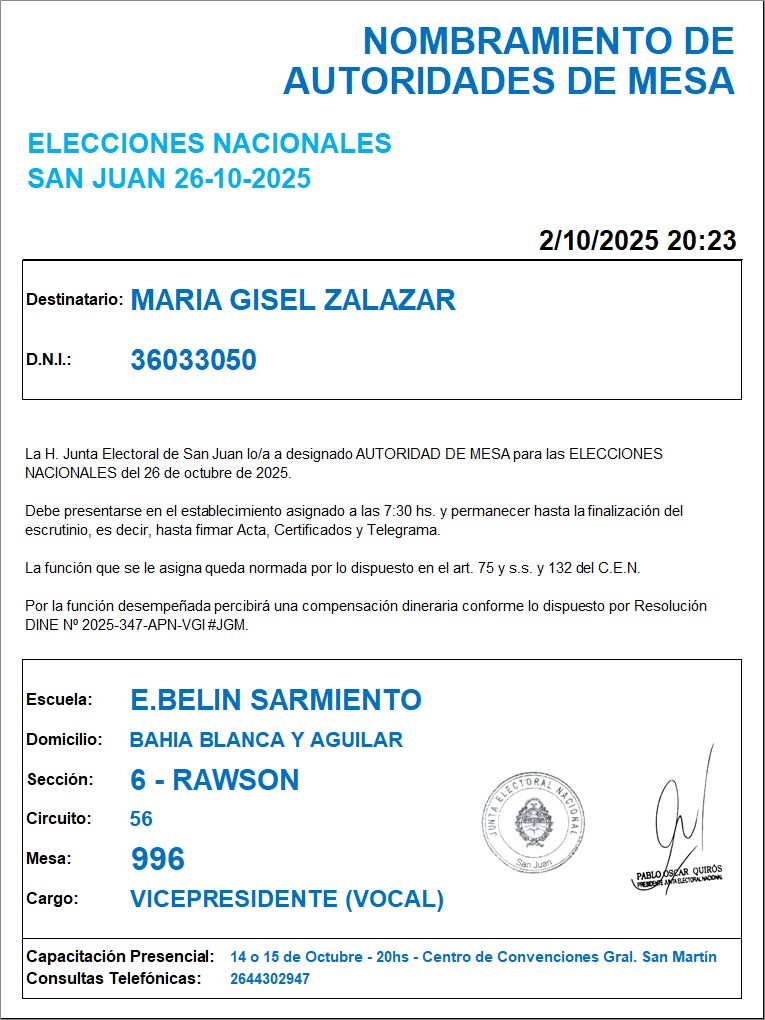 NOMBRAMIENTO DE
AUTORIDADES DE MESA
ELECCIONES NACIONALES
SAN JUAN 26-10-2025
2/10/2025 20:23
Destinatario: MARIA GISEL ZALAZAR
D.N.I.: 36033050
La H. Junta Electoral de San Juan lo/a a designado AUTORIDAD DE MESA para las ELECCIONES
NACIONALES del 26 de octubre de 2025.
Debe presentarse en el establecimiento asignado a las 7:30 hs. y permanecer hasta la finalización del
escrutinio, es decir, hasta firmar Acta, Certificados y Telegrama.
La función que se le asigna queda normada por lo dispuesto en el art. 75 y s.s. y 132 del C.E.N.
Por la función desempeñada percibirá una compensación dineraria conforme lo dispuesto por Resolución
DINE Nº 2025-347-APN-VGI#JGM.
Escuela: E.BELIN SARMIENTO
Domicilio: BAHIA BLANCA Y AGUILAR
Sección: 6 - RAWSON
Circuito: 56
Mesa: 996
Cargo: VICEPRESIDENTE (VOCAL)
JUNTA ELECTORAL NACIONAL
San Juan
PABLO OSCAR QUIRÓS
PRESIDENTE JUNTA ELECTORAL NACIONAL
Capacitación Presencial: 14 o 15 de Octubre - 20hs - Centro de Convenciones Gral. San Martín
Consultas Telefónicas: 2644302947